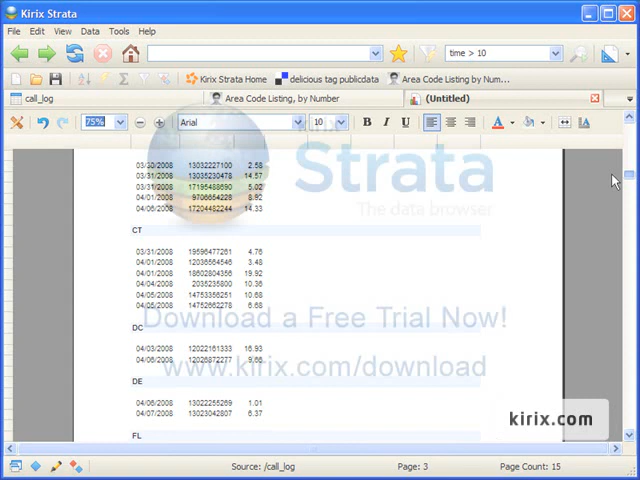 Kirix Strata
File Edit View Data Tools Help
time > 10
Kirix Strata Home delicious tag publicdata Area Code Listing by Num...
call_log Area Code Listing, by Number (Untitled)
75% Arial 10 B I U A
Kirix
Strata
The data browser
03/30/2008 13032227100 2.58
03/31/2008 13035230478 14.57
03/31/2008 17195488690 5.02
04/01/2008 9706654228 8.92
04/06/2008 17204482244 14.33
CT
03/31/2008 19596477261 4.76
04/01/2008 12036564546 3.48
04/01/2008 18602804356 19.92
04/04/2008 2035235800 10.36
04/05/2008 14753356251 10.68
04/05/2008 14752662278 6.68
Download a Free Trial Now!
DC
04/03/2008 12022161333 16.93
04/06/2008 12026872277 9.66
www.kirix.com/download
DE
04/06/2008 13022255269 1.01
04/07/2008 13023042807 6.37
kirix.com
FL
Source: /call_log Page: 3 Page Count: 15